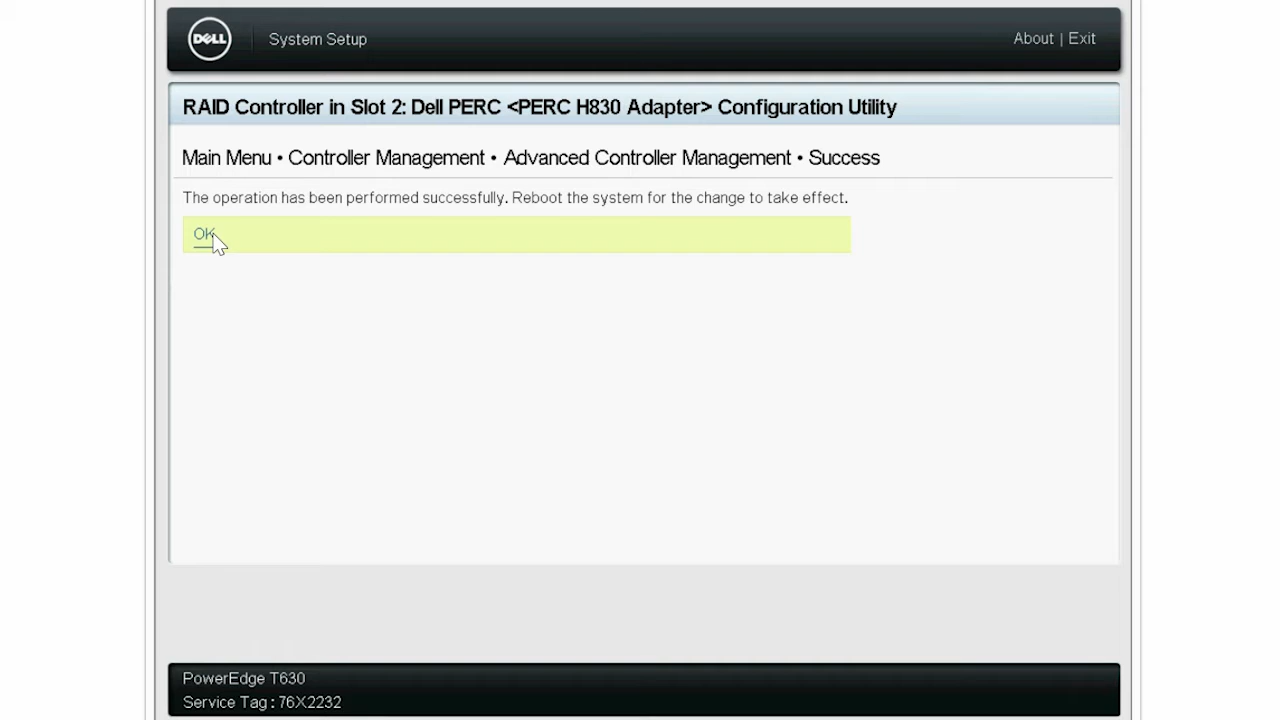 DELL
System Setup
About | Exit
RAID Controller in Slot 2: Dell PERC <PERC H830 Adapter> Configuration Utility
Main Menu • Controller Management • Advanced Controller Management • Success
The operation has been performed successfully. Reboot the system for the change to take effect.
OK
PowerEdge T630
Service Tag : 76X2232